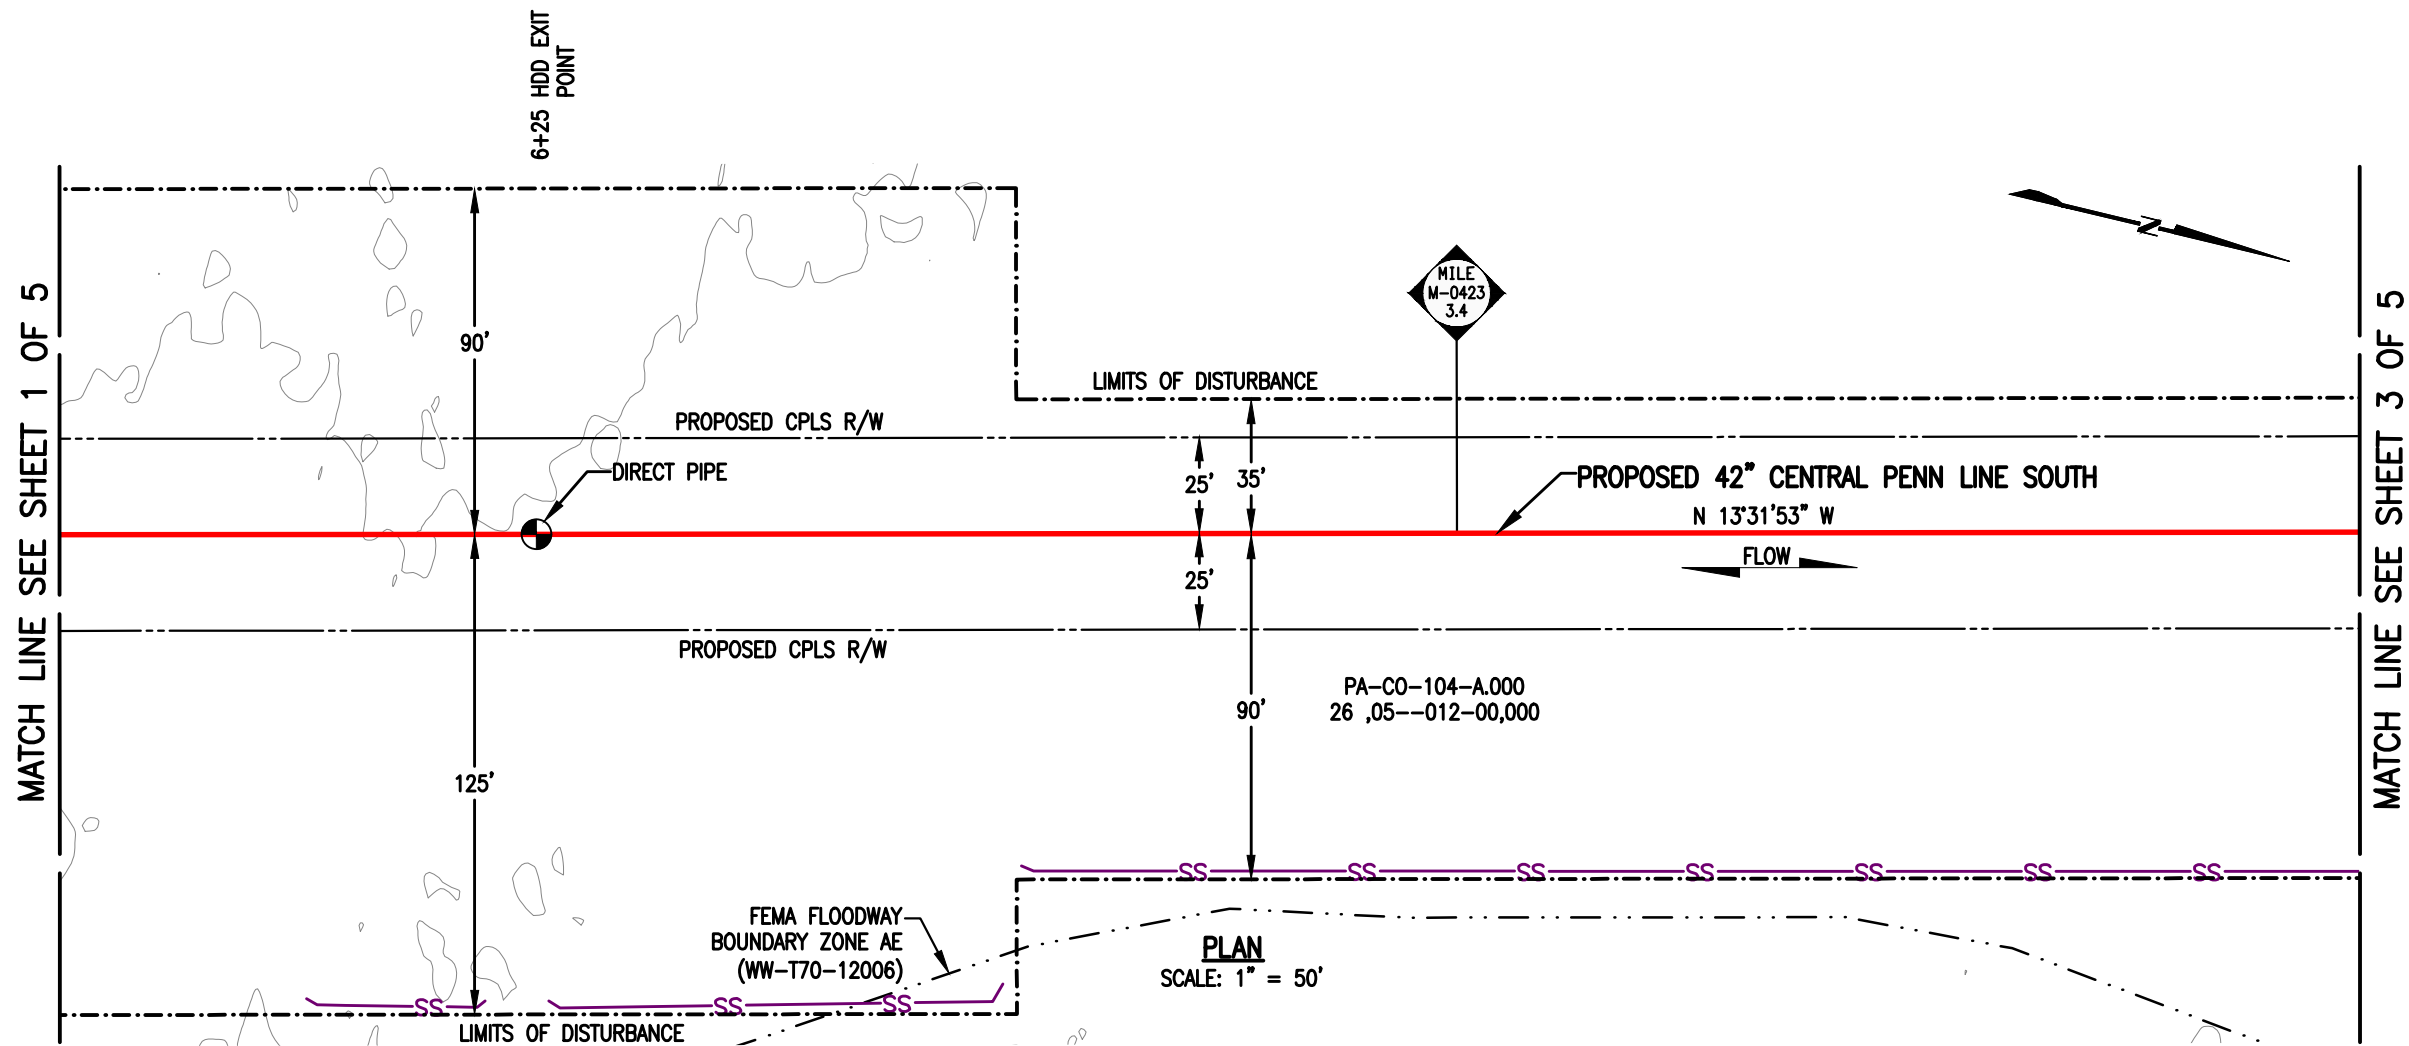 6+25 HDD EXIT
POINT
MATCH LINE SEE SHEET 1 OF 5
N
MILE
M-0423
3.4
90'
LIMITS OF DISTURBANCE
PROPOSED CPLS R/W
DIRECT PIPE
25'
35'
PROPOSED 42" CENTRAL PENN LINE SOUTH
N 13°31'53" W
FLOW
25'
PROPOSED CPLS R/W
PA-CO-104-A.000
26 ,05--012-00,000
90'
125'
SS SS SS SS SS SS SS
FEMA FLOODWAY
BOUNDARY ZONE AE
(WW-T70-12006)
PLAN
SCALE: 1" = 50'
SS SS SS
LIMITS OF DISTURBANCE
MATCH LINE SEE SHEET 3 OF 5